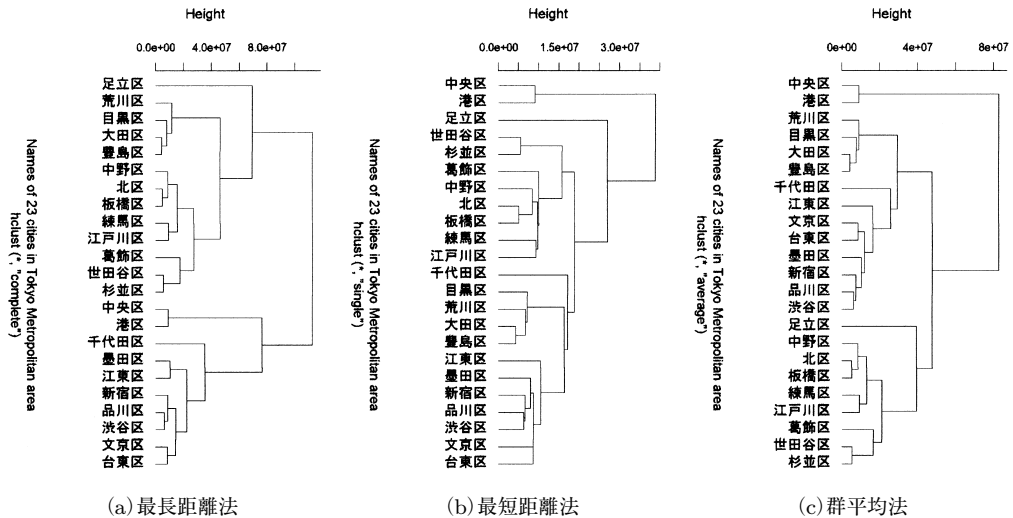 Height
0.0e+00 4.0e+07 8.0e+07
足立区
荒川区
目黒区
大田区
豊島区
中野区
北区
板橋区
練馬区
江戸川区
葛飾区
世田谷区
杉並区
中央区
港区
千代田区
墨田区
江東区
新宿区
品川区
渋谷区
文京区
台東区
Names of 23 cities in Tokyo Metropolitan area
hclust (*, "complete")
(a)最長距離法
Height
0.0e+00 1.5e+07 3.0e+07
中央区
港区
足立区
世田谷区
杉並区
葛飾区
中野区
北区
板橋区
練馬区
江戸川区
千代田区
目黒区
荒川区
大田区
豊島区
江東区
墨田区
新宿区
品川区
渋谷区
文京区
台東区
Names of 23 cities in Tokyo Metropolitan area
hclust (*, "single")
(b)最短距離法
Height
0e+00 4e+07 8e+07
中央区
港区
荒川区
目黒区
大田区
豊島区
千代田区
江東区
文京区
台東区
墨田区
新宿区
品川区
渋谷区
足立区
中野区
北区
板橋区
練馬区
江戸川区
葛飾区
世田谷区
杉並区
Names of 23 cities in Tokyo Metropolitan area
hclust (*, "average")
(c)群平均法